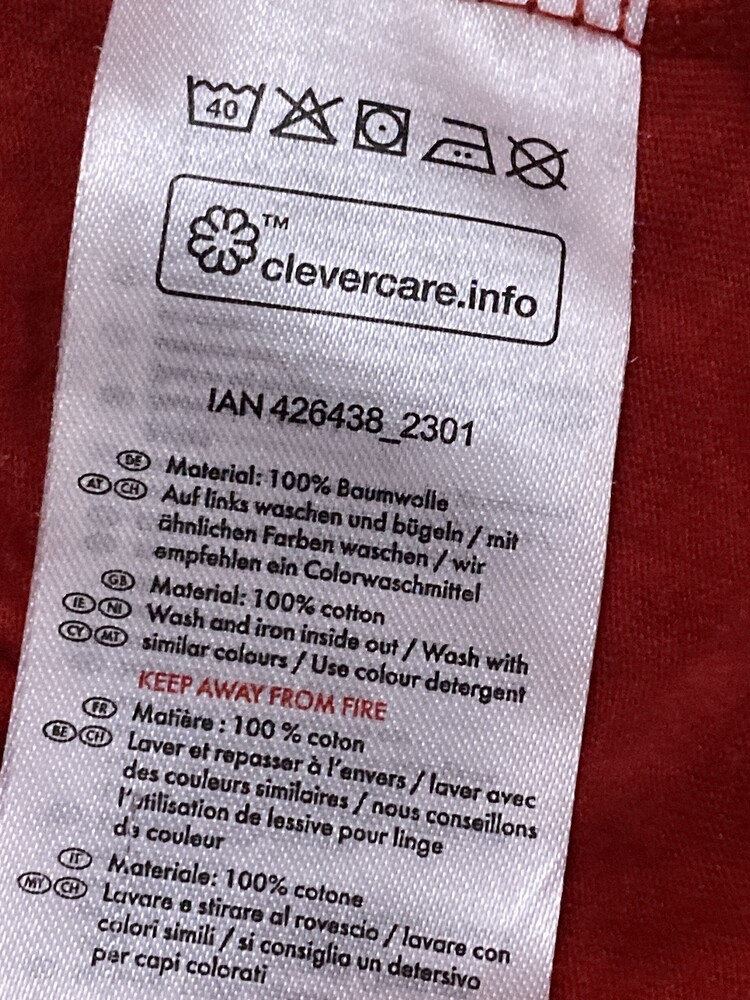 40
™
clevercare.info
IAN 426438_2301
DE Material: 100% Baumwolle
AT CH Auf links waschen und bügeln / mit
ähnlichen Farben waschen / wir
empfehlen ein Colorwaschmittel
GB Material: 100% cotton
IE NI Wash and iron inside out / Wash with
CY MT similar colours / Use colour detergent
KEEP AWAY FROM FIRE
FR Matière : 100 % coton
BE CH Laver et repasser à l'envers / laver avec
des couleurs similaires / nous conseillons
l'utilisation de lessive pour linge
de couleur
IT Materiale: 100% cotone
MT CH Lavare e stirare al rovescio / lavare con
colori simili / si consiglia un detersivo
per capi colorati